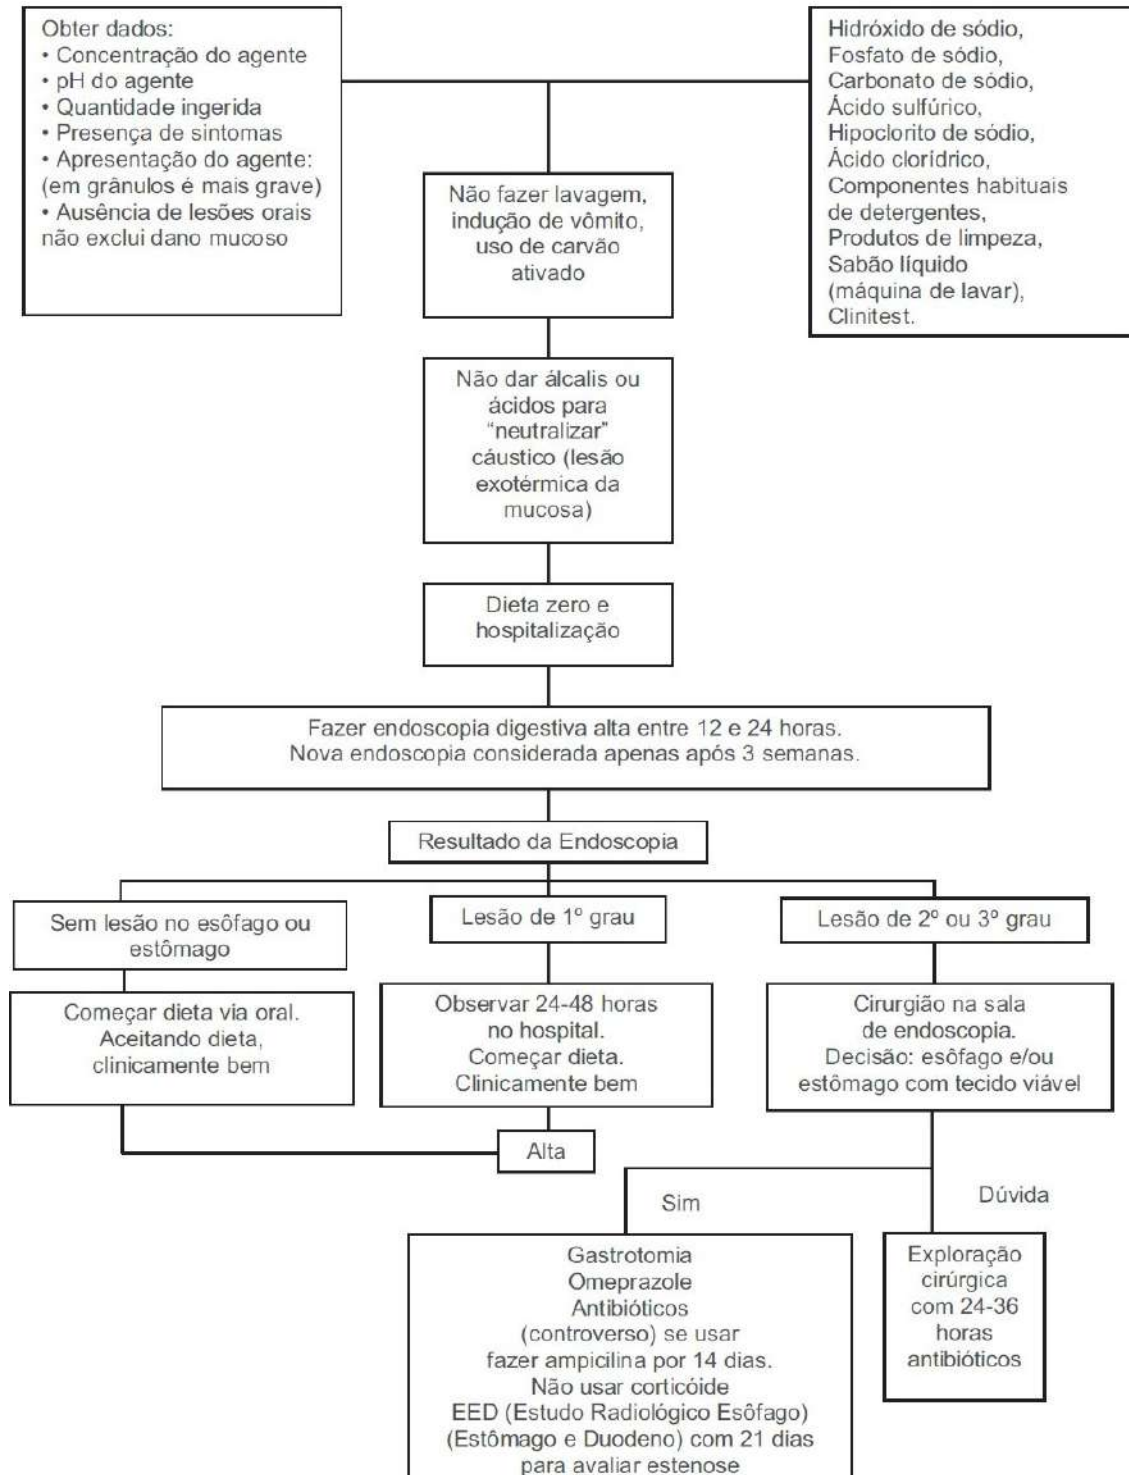 Obter dados:
• Concentração do agente
• pH do agente
• Quantidade ingerida
• Presença de sintomas
• Apresentação do agente:
(em grânulos é mais grave)
• Ausência de lesões orais
não exclui dano mucoso
Hidróxido de sódio,
Fosfato de sódio,
Carbonato de sódio,
Ácido sulfúrico,
Hipoclorito de sódio,
Ácido clorídrico,
Componentes habituais
de detergentes,
Produtos de limpeza,
Sabão líquido
(máquina de lavar),
Clinitest.
Não fazer lavagem,
indução de vômito,
uso de carvão
ativado
Não dar álcalis ou
ácidos para
“neutralizar”
cáustico (lesão
exotérmica da
mucosa)
Dieta zero e
hospitalização
Fazer endoscopia digestiva alta entre 12 e 24 horas.
Nova endoscopia considerada apenas após 3 semanas.
Resultado da Endoscopia
Sem lesão no esôfago ou
estômago
Lesão de 1º grau
Lesão de 2º ou 3º grau
Começar dieta via oral.
Aceitando dieta,
clinicamente bem
Observar 24-48 horas
no hospital.
Começar dieta.
Clinicamente bem
Cirurgião na sala
de endoscopia.
Decisão: esôfago e/ou
estômago com tecido viável
Alta
Sim
Dúvida
Gastrotomia
Omeprazole
Antibióticos
(controverso) se usar
fazer ampicilina por 14 dias.
Não usar corticóide
EED (Estudo Radiológico Esôfago)
(Estômago e Duodeno) com 21 dias
para avaliar estenose
Exploração
cirúrgica
com 24-36
horas
antibióticos